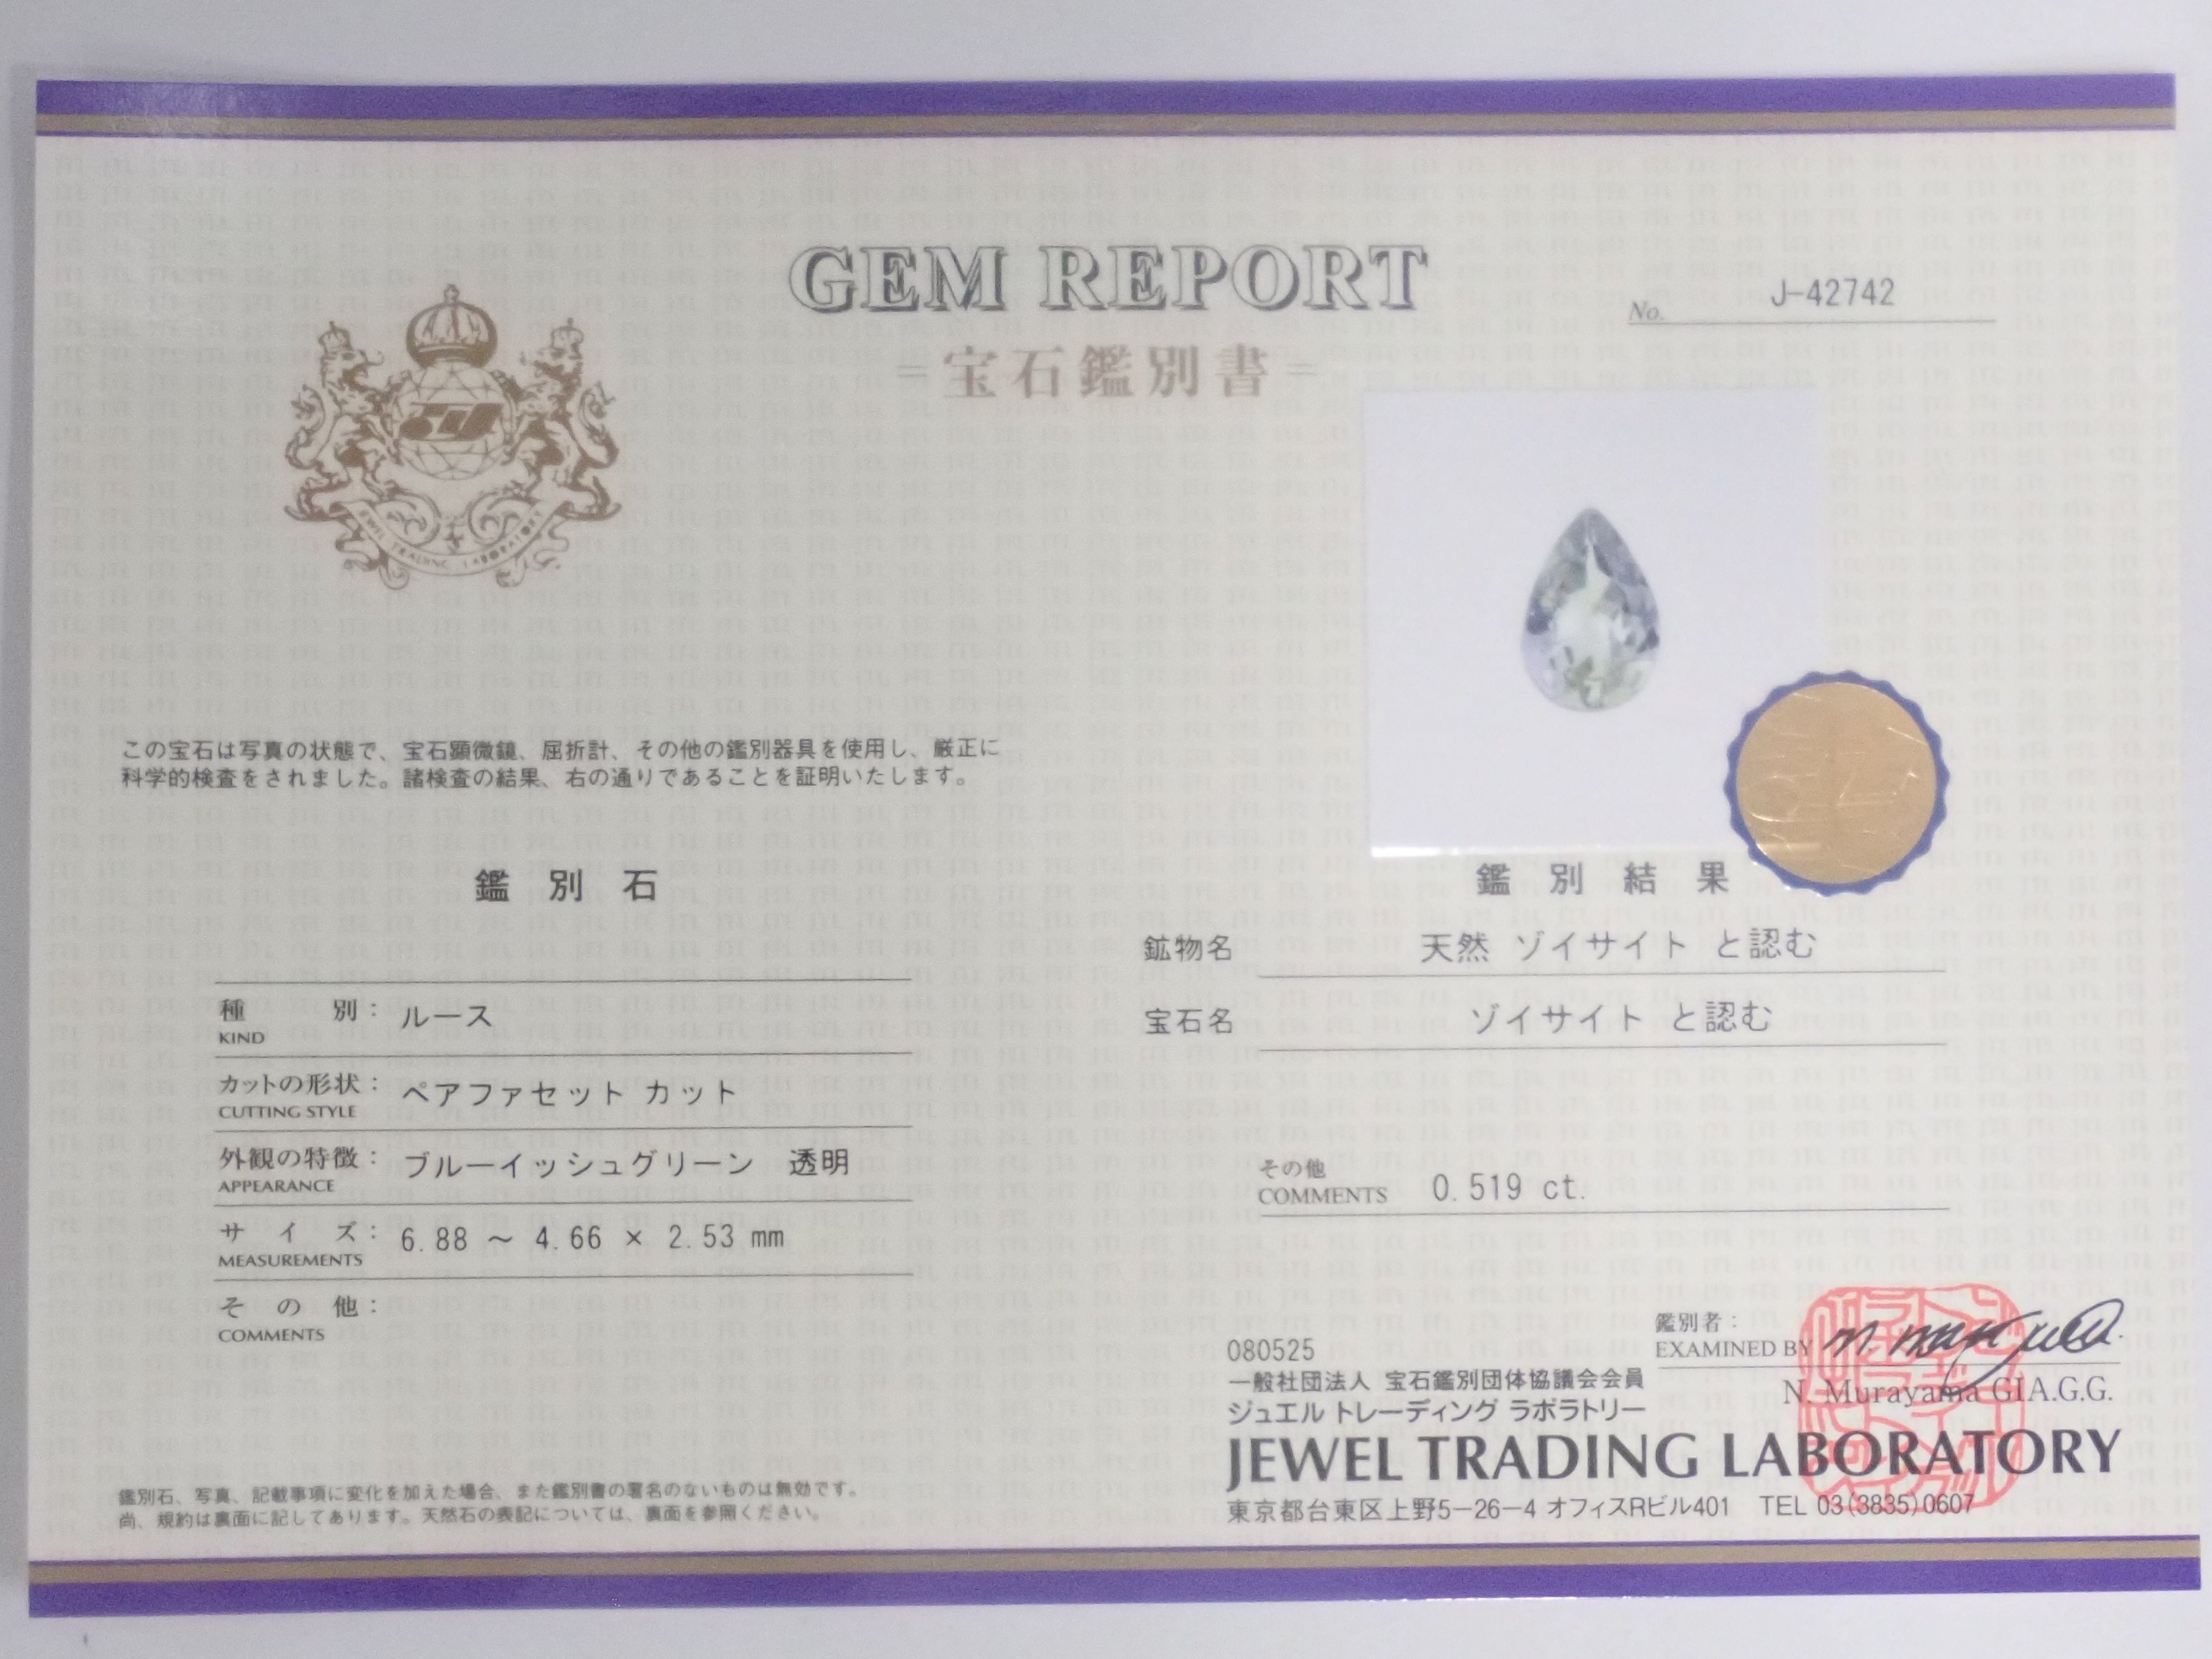 GEM REPORT
No. J-42742
=宝石鑑別書=
JEWEL TRADING LABORATORY
この宝石は写真の状態で、宝石顕微鏡、屈折計、その他の鑑別器具を使用し、厳正に
科学的検査をされました。諸検査の結果、右の通りであることを証明いたします。
鑑別石
種別: ルース
KIND
カットの形状: ペアファセット カット
CUTTING STYLE
外観の特徴: ブルーイッシュグリーン 透明
APPEARANCE
サイズ: 6.88 ～ 4.66 × 2.53 mm
MEASUREMENTS
その他:
COMMENTS
鑑別結果
鉱物名 天然 ゾイサイト と認む
宝石名 ゾイサイト と認む
その他
COMMENTS 0.519 ct.
鑑別者:
EXAMINED BY
N. Murayama GIA.G.G.
080525
一般社団法人 宝石鑑別団体協議会会員
ジュエル トレーディング ラボラトリー
JEWEL TRADING LABORATORY
東京都台東区上野5−26−4 オフィスRビル401 TEL 03(3835)0607
鑑別石、写真、記載事項に変化を加えた場合、また鑑別書の署名のないものは無効です。
尚、規約は裏面に記してあります。天然石の表記については、裏面を参照ください。